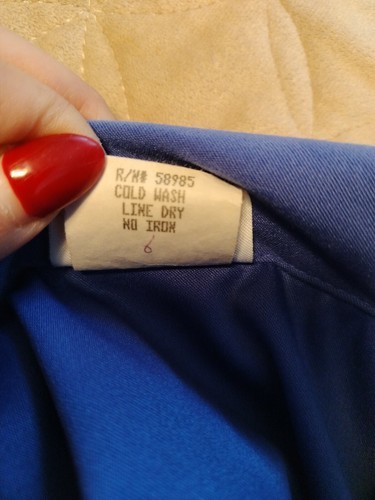 R/N# 58985
COLD WASH
LINE DRY
NO IRON
6